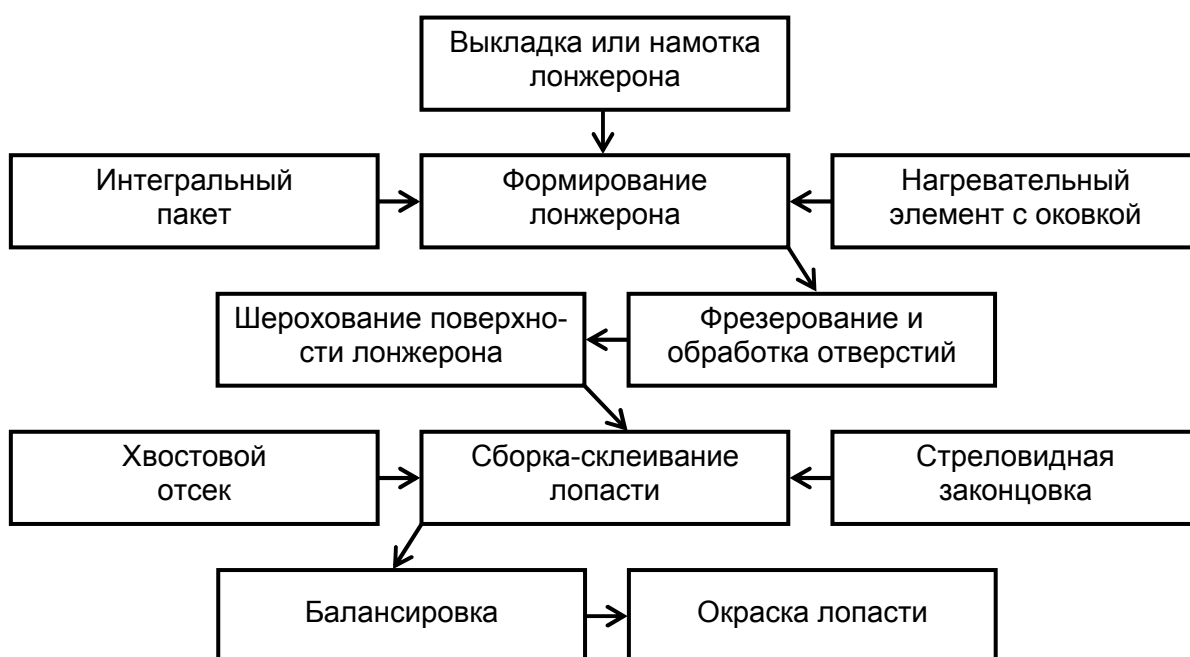 Выкладка или намотка
лонжерона
Интегральный
пакет
Формирование
лонжерона
Нагревательный
элемент с оковкой
Шерохование поверхно-
сти лонжерона
Фрезерование и
обработка отверстий
Хвостовой
отсек
Сборка-склеивание
лопасти
Стреловидная
законцовка
Балансировка
Окраска лопасти